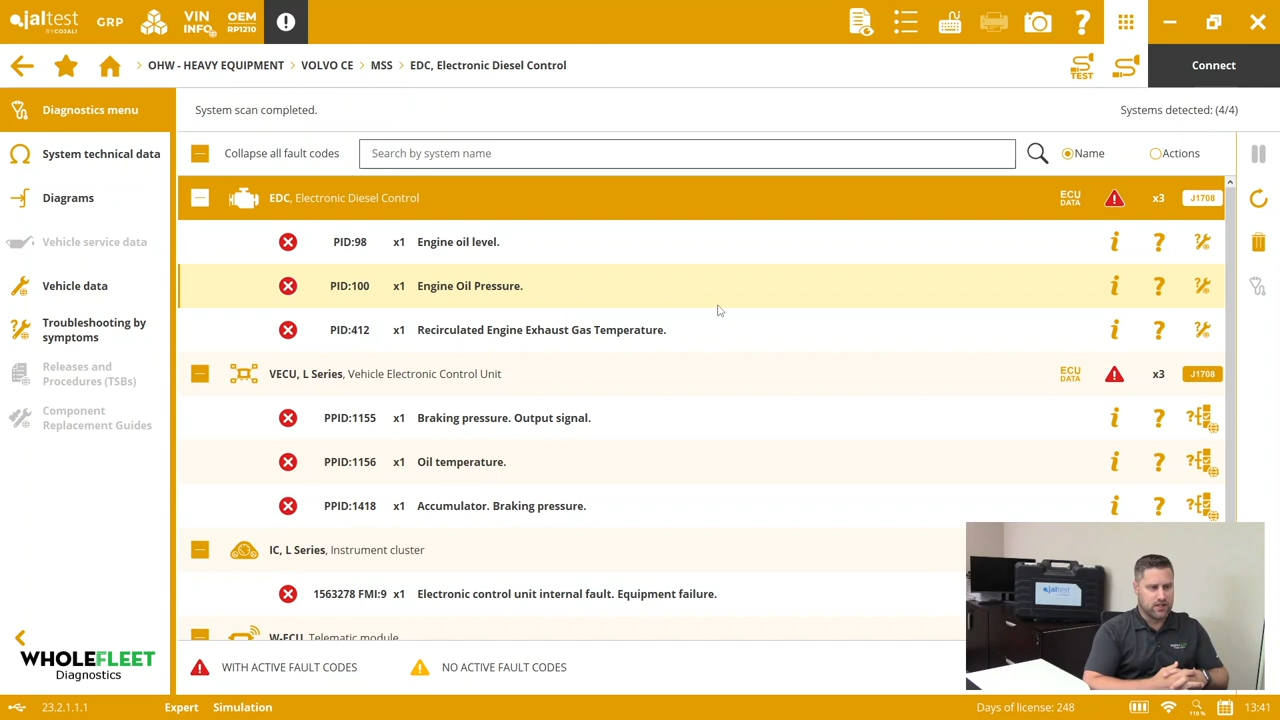 jaltest
BY COJALI
GRP
VIN
INFO
OEM
RP1210
OHW - HEAVY EQUIPMENT > VOLVO CE > MSS > EDC, Electronic Diesel Control
TEST
Connect
Diagnostics menu
System technical data
Diagrams
Vehicle service data
Vehicle data
Troubleshooting by
symptoms
Releases and
Procedures (TSBs)
Component
Replacement Guides
WHOLEFLEET
Diagnostics
System scan completed.
Systems detected: (4/4)
Collapse all fault codes
Search by system name
Name
Actions
EDC, Electronic Diesel Control
ECU
DATA
x3
J1708
PID:98 x1 Engine oil level.
PID:100 x1 Engine Oil Pressure.
PID:412 x1 Recirculated Engine Exhaust Gas Temperature.
VECU, L Series, Vehicle Electronic Control Unit
ECU
DATA
x3
J1708
PPID:1155 x1 Braking pressure. Output signal.
PPID:1156 x1 Oil temperature.
PPID:1418 x1 Accumulator. Braking pressure.
IC, L Series, Instrument cluster
1563278 FMI:9 x1 Electronic control unit internal fault. Equipment failure.
W-ECU, Telematic module
jaltest
WITH ACTIVE FAULT CODES
NO ACTIVE FAULT CODES
23.2.1.1.1
Expert
Simulation
Days of license: 248
110 %
13:41